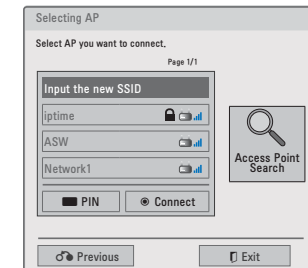 Selecting AP
Select AP you want to connect.
Page 1/1
Input the new SSID
iptime
ASW
Network1
PIN
Connect
Access Point
Search
Previous
Exit